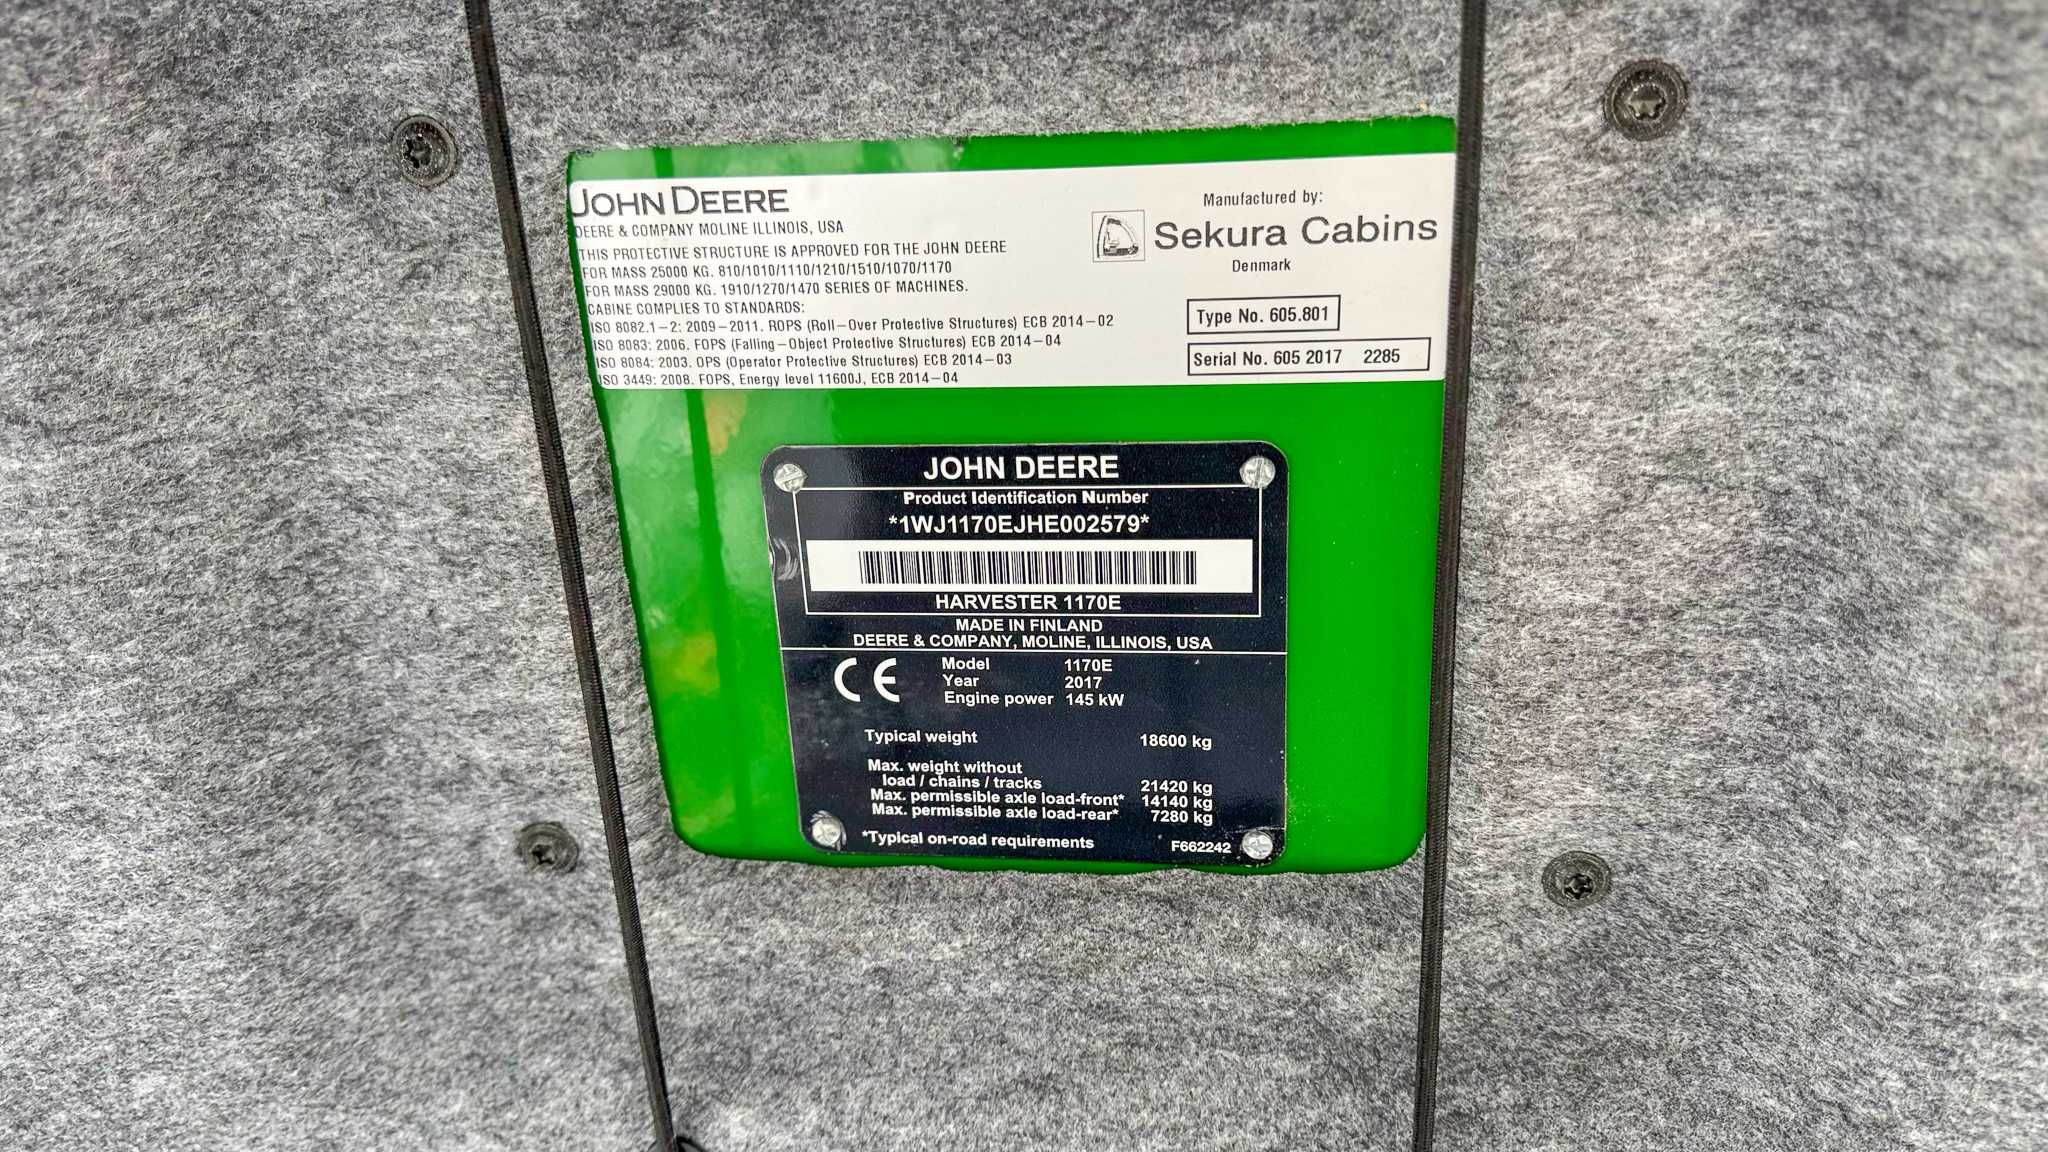 JOHN DEERE
DEERE & COMPANY MOLINE ILLINOIS, USA
THIS PROTECTIVE STRUCTURE IS APPROVED FOR THE JOHN DEERE
FOR MASS 25000 KG. 810/1010/1110/1210/1510/1070/1170
FOR MASS 29000 KG. 1910/1270/1470 SERIES OF MACHINES.
CABINE COMPLIES TO STANDARDS:
ISO 8082.1-2: 2009-2011. ROPS (Roll-Over Protective Structures) ECB 2014-02
ISO 8083: 2006. FOPS (Falling-Object Protective Structures) ECB 2014-04
ISO 8084: 2003. OPS (Operator Protective Structures) ECB 2014-03
ISO 3449: 2008. FOPS, Energy level 11600J, ECB 2014-04
Manufactured by:
Sekura Cabins
Denmark
Type No. 605.801
Serial No. 605 2017 2285
JOHN DEERE
Product Identification Number
*1WJ1170EJHE002579*
HARVESTER 1170E
MADE IN FINLAND
DEERE & COMPANY, MOLINE, ILLINOIS, USA
CE
Model 1170E
Year 2017
Engine power 145 kW
Typical weight 18600 kg
Max. weight without
load / chains / tracks 21420 kg
Max. permissible axle load-front* 14140 kg
Max. permissible axle load-rear* 7280 kg
*Typical on-road requirements F662242